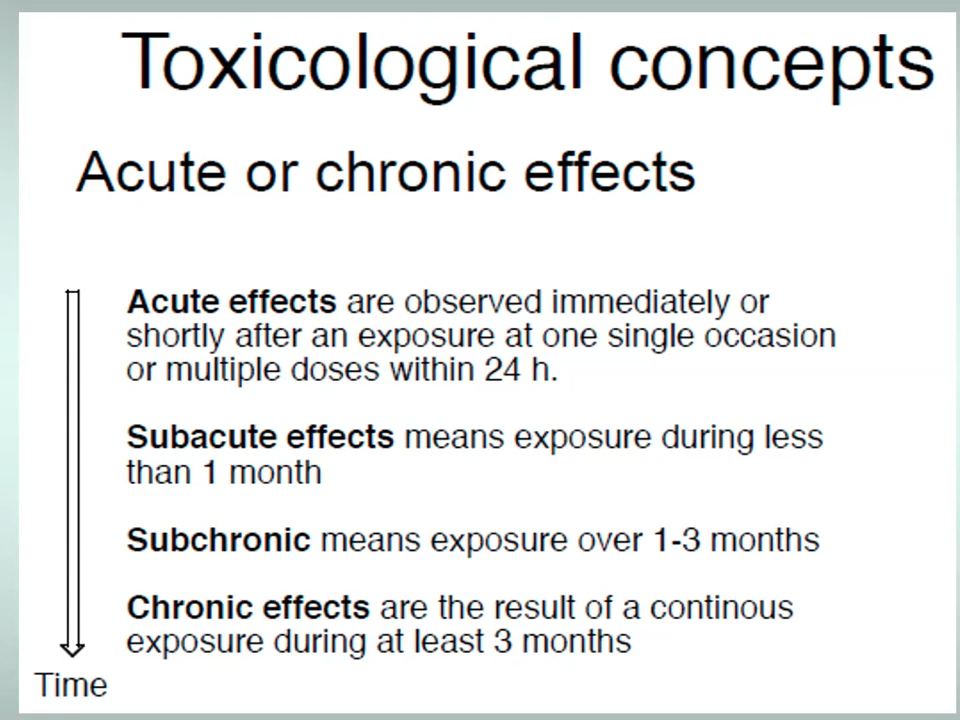 Toxicological concepts
Acute or chronic effects
Acute effects are observed immediately or
shortly after an exposure at one single occasion
or multiple doses within 24 h.
Subacute effects means exposure during less
than 1 month
Subchronic means exposure over 1-3 months
Chronic effects are the result of a continous
exposure during at least 3 months
Time